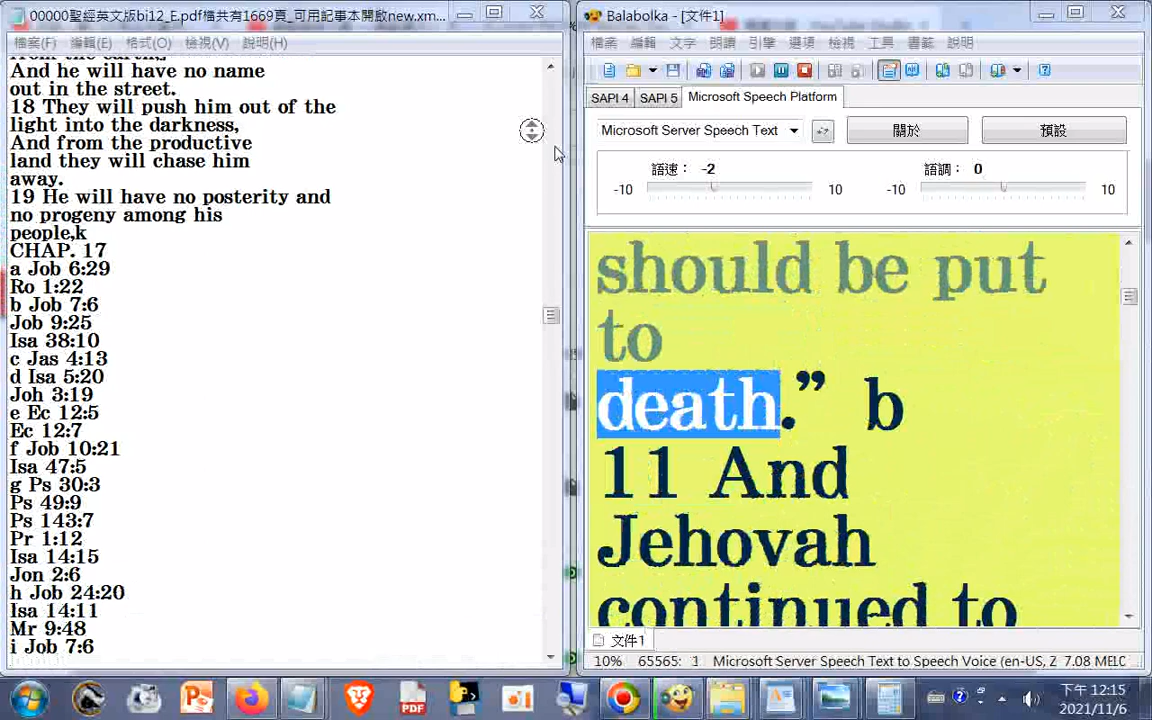 00000聖經英文版bi12_E.pdf檔共有1669頁_可用記事本開啟new.xm...
檔案(F) 編輯(E) 格式(O) 檢視(V) 說明(H)
from the earth,j
And he will have no name
out in the street.
18 They will push him out of the
light into the darkness,
And from the productive
land they will chase him
away.
19 He will have no posterity and
no progeny among his
people,k
CHAP. 17
a Job 6:29
Ro 1:22
b Job 7:6
Job 9:25
Isa 38:10
c Jas 4:13
d Isa 5:20
Joh 3:19
e Ec 12:5
Ec 12:7
f Job 10:21
Isa 47:5
g Ps 30:3
Ps 49:9
Ps 143:7
Pr 1:12
Isa 14:15
Jon 2:6
h Job 24:20
Isa 14:11
Mr 9:48
i Job 7:6
Balabolka - [文件1]
檔案 編輯 文字 朗讀 引擎 選項 檢視 工具 書籤 說明
SAPI 4 SAPI 5 Microsoft Speech Platform
Microsoft Server Speech Text 關於 預設
語速： -2 語調： 0
-10 10 -10 10
should be put
to
death.” b
11 And
Jehovah
continued to
文件1
10% 65565: 1 Microsoft Server Speech Text to Speech Voice (en-US, Z 7.08 MELC
PDF
下午 12:15
2021/11/6